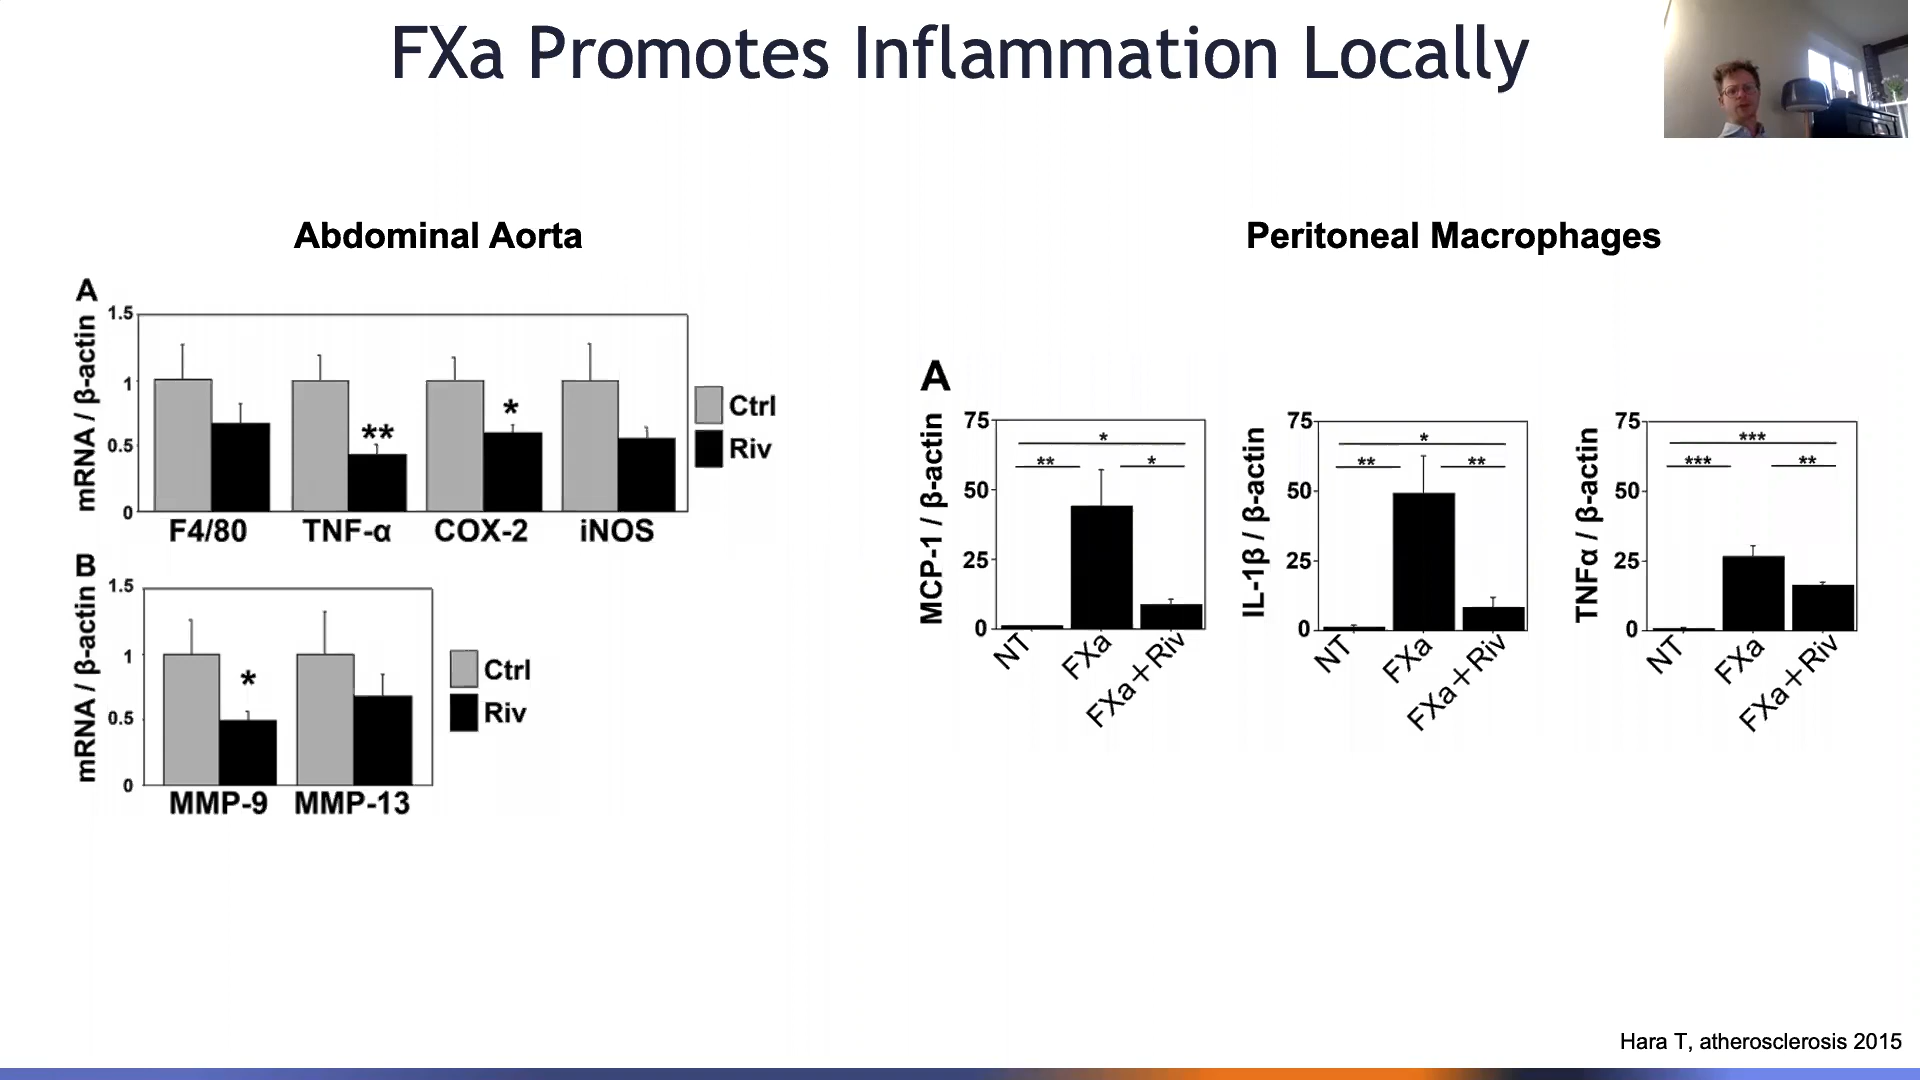 FXa Promotes Inflammation Locally
Abdominal Aorta
A
mRNA / β-actin
1.5
1
0.5
0
**
*
F4/80 TNF-α COX-2 iNOS
Ctrl
Riv
B
mRNA / β-actin
1.5
1
0.5
0
*
MMP-9 MMP-13
Ctrl
Riv
Peritoneal Macrophages
A
MCP-1 / β-actin
75
50
25
0
*
** *
NT FXa FXa+Riv
IL-1β / β-actin
75
50
25
0
*
** **
NT FXa FXa+Riv
TNFα / β-actin
75
50
25
0
***
*** **
NT FXa FXa+Riv
Hara T, atherosclerosis 2015